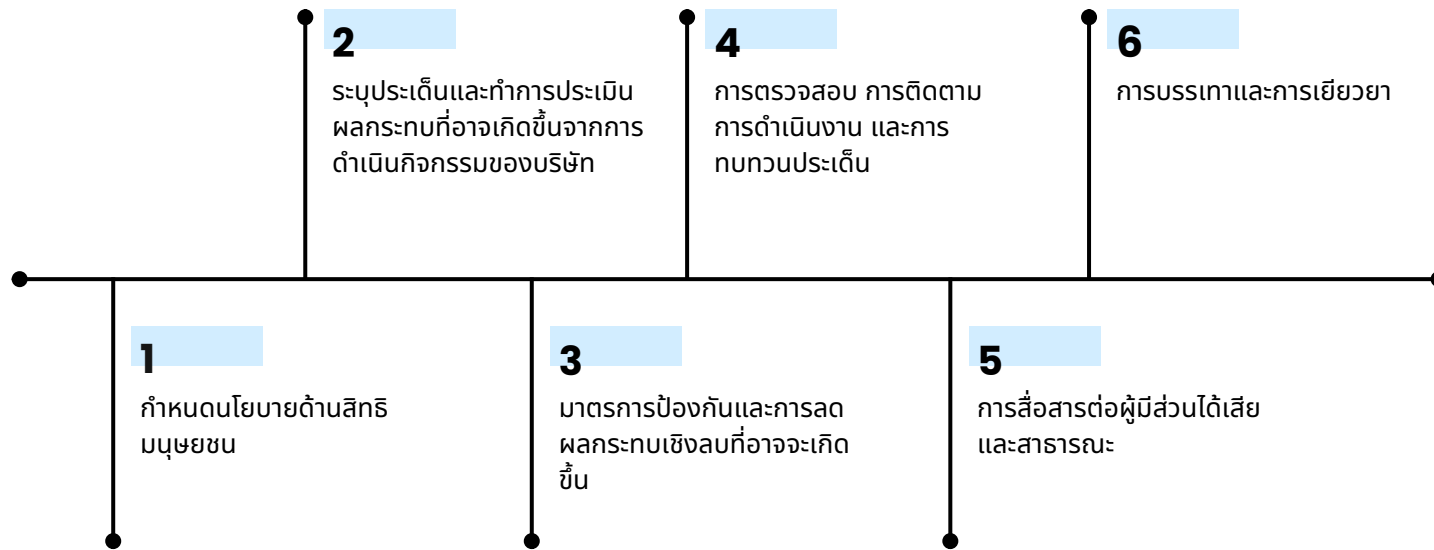 1
กำหนดนโยบายด้านสิทธิ
มนุษยชน
2
ระบุประเด็นและทำการประเมิน
ผลกระทบที่อาจเกิดขึ้นจากการ
ดำเนินกิจกรรมของบริษัท
3
มาตรการป้องกันและการลด
ผลกระทบเชิงลบที่อาจจะเกิด
ขึ้น
4
การตรวจสอบ การติดตาม
การดำเนินงาน และการ
ทบทวนประเด็น
5
การสื่อสารต่อผู้มีส่วนได้เสีย
และสาธารณะ
6
การบรรเทาและการเยียวยา